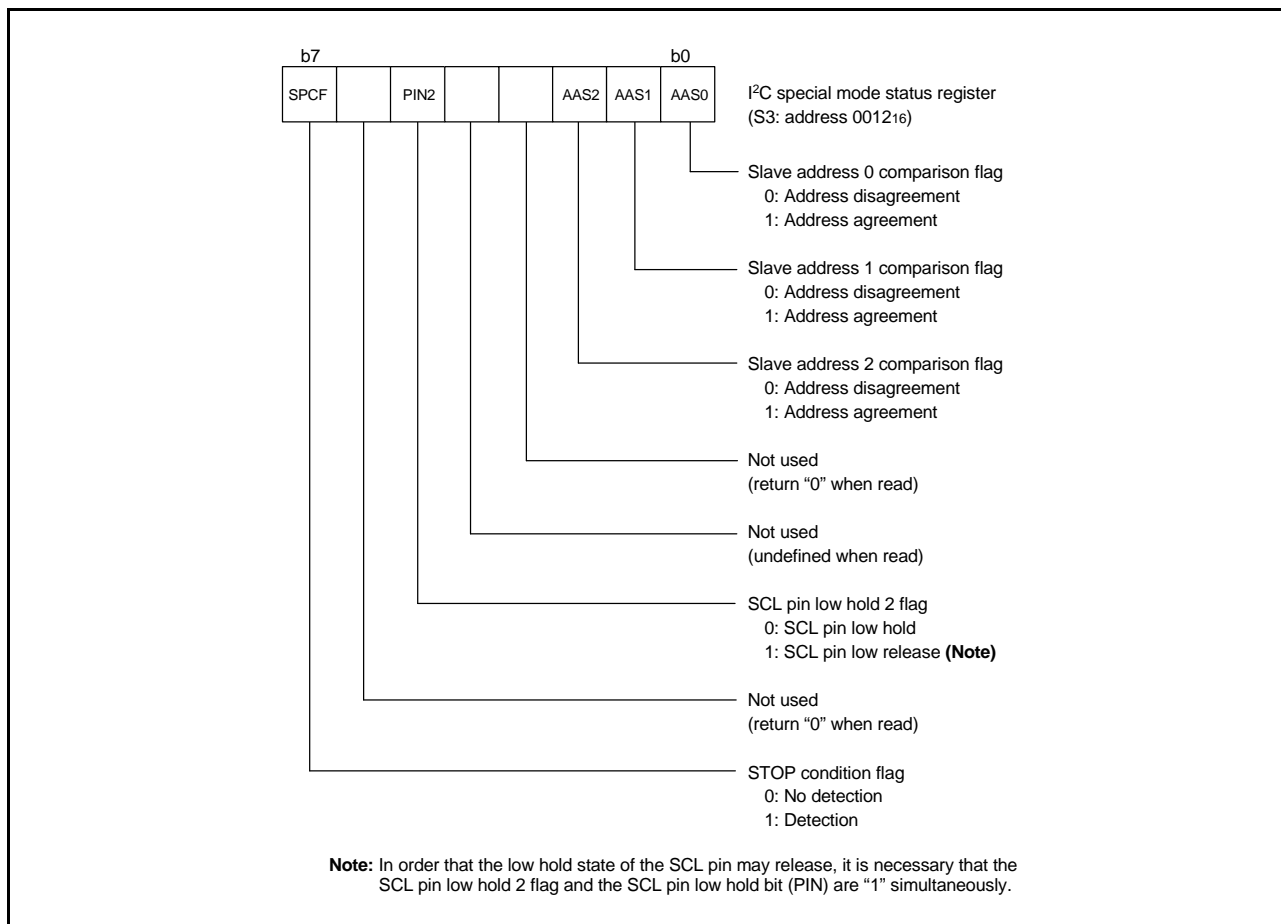 b7 b0
SPCF PIN2 AAS2 AAS1 AAS0
I²C special mode status register
(S3: address 0012₁₆)
Slave address 0 comparison flag
0: Address disagreement
1: Address agreement
Slave address 1 comparison flag
0: Address disagreement
1: Address agreement
Slave address 2 comparison flag
0: Address disagreement
1: Address agreement
Not used
(return “0” when read)
Not used
(undefined when read)
SCL pin low hold 2 flag
0: SCL pin low hold
1: SCL pin low release (Note)
Not used
(return “0” when read)
STOP condition flag
0: No detection
1: Detection
Note: In order that the low hold state of the SCL pin may release, it is necessary that the
SCL pin low hold 2 flag and the SCL pin low hold bit (PIN) are “1” simultaneously.